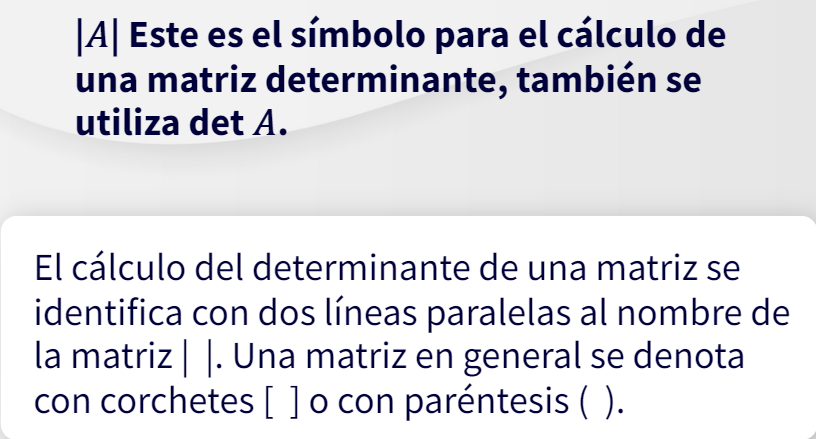 |A| Este es el símbolo para el cálculo de
una matriz determinante, también se
utiliza det A.
El cálculo del determinante de una matriz se
identifica con dos líneas paralelas al nombre de
la matriz | |. Una matriz en general se denota
con corchetes [ ] o con paréntesis ( ).